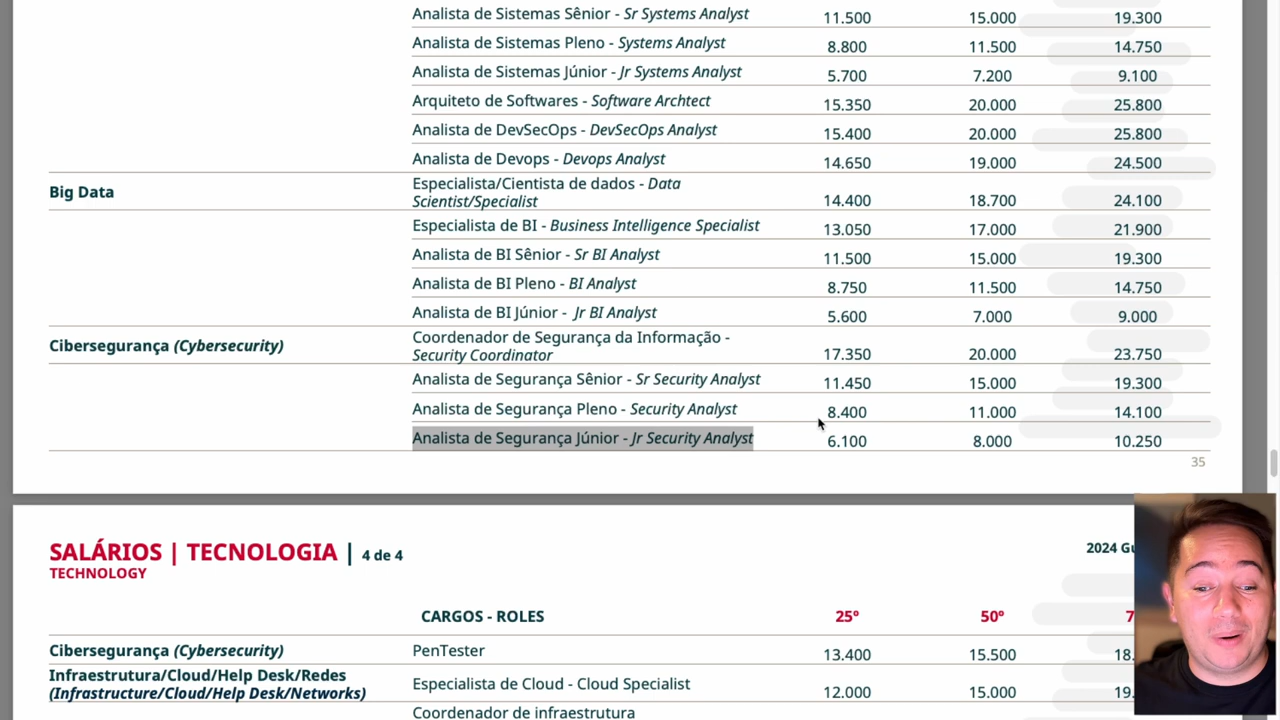 Analista de Sistemas Sênior - Sr Systems Analyst 11.500 15.000 19.300
Analista de Sistemas Pleno - Systems Analyst 8.800 11.500 14.750
Analista de Sistemas Júnior - Jr Systems Analyst 5.700 7.200 9.100
Arquiteto de Softwares - Software Archtect 15.350 20.000 25.800
Analista de DevSecOps - DevSecOps Analyst 15.400 20.000 25.800
Analista de Devops - Devops Analyst 14.650 19.000 24.500
Big Data Especialista/Cientista de dados - Data
Scientist/Specialist 14.400 18.700 24.100
Especialista de BI - Business Intelligence Specialist 13.050 17.000 21.900
Analista de BI Sênior - Sr BI Analyst 11.500 15.000 19.300
Analista de BI Pleno - BI Analyst 8.750 11.500 14.750
Analista de BI Júnior - Jr BI Analyst 5.600 7.000 9.000
Cibersegurança (Cybersecurity) Coordenador de Segurança da Informação -
Security Coordinator 17.350 20.000 23.750
Analista de Segurança Sênior - Sr Security Analyst 11.450 15.000 19.300
Analista de Segurança Pleno - Security Analyst 8.400 11.000 14.100
Analista de Segurança Júnior - Jr Security Analyst 6.100 8.000 10.250
35
SALÁRIOS | TECNOLOGIA | 4 de 4 2024
TECHNOLOGY
CARGOS - ROLES 25º 50º
Cibersegurança (Cybersecurity) PenTester 13.400 15.500 18.
Infraestrutura/Cloud/Help Desk/Redes
(Infrastructure/Cloud/Help Desk/Networks) Especialista de Cloud - Cloud Specialist 12.000 15.000 19.
Coordenador de infraestrutura